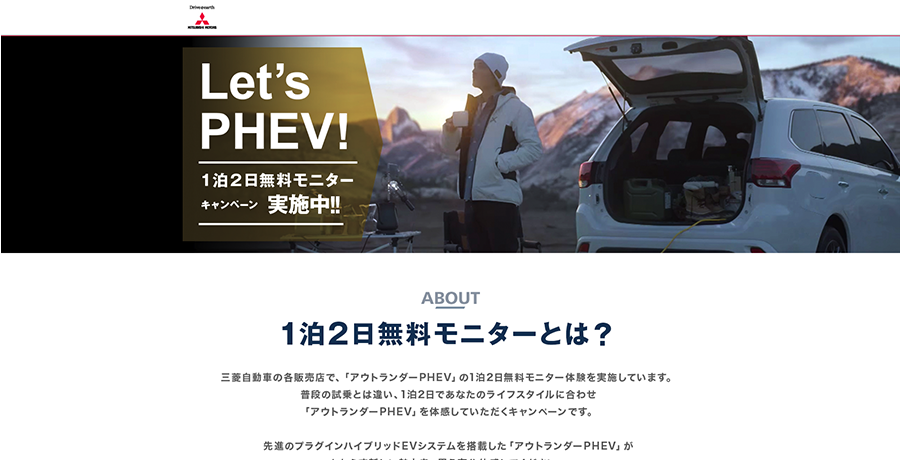 Drive@earth
MITSUBISHI MOTORS
Let's
PHEV!
1泊2日無料モニター
キャンペーン 実施中!!
ABOUT
1泊2日無料モニターとは？
三菱自動車の各販売店で、「アウトランダーPHEV」の1泊2日無料モニター体験を実施しています。
普段の試乗とは違い、1泊2日であなたのライフスタイルに合わせ
「アウトランダーPHEV」を体感していただくキャンペーンです。
先進のプラグインハイブリッドEVシステムを搭載した「アウトランダーPHEV」が